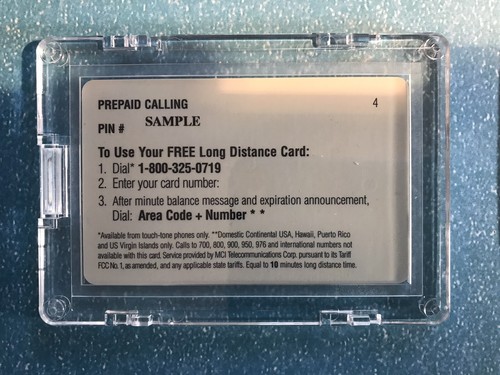 PREPAID CALLING 4
PIN # SAMPLE
To Use Your FREE Long Distance Card:
1. Dial* 1-800-325-0719
2. Enter your card number:
3. After minute balance message and expiration announcement,
Dial: Area Code + Number * *
*Available from touch-tone phones only. **Domestic Continental USA, Hawaii, Puerto Rico
and US Virgin Islands only. Calls to 700, 800, 900, 950, 976 and international numbers not
available with this card. Service provided by MCI Telecommunications Corp. pursuant to its Tariff
FCC No. 1, as amended, and any applicable state tariffs. Equal to 10 minutes long distance time.